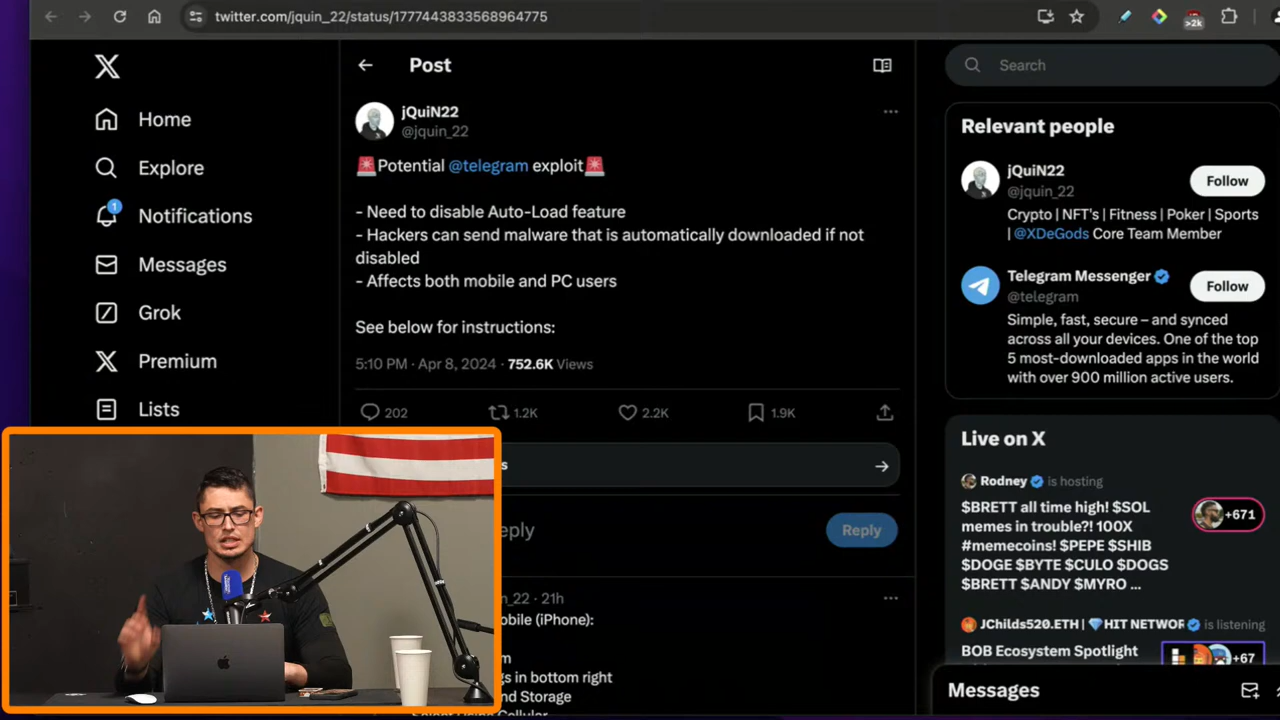 twitter.com/jquin_22/status/1777443833568964775
>2k
Home
Explore
1
Notifications
Messages
Grok
Premium
Lists
Post
jQuiN22
@jquin_22
🚨Potential @telegram exploit🚨
- Need to disable Auto-Load feature
- Hackers can send malware that is automatically downloaded if not
disabled
- Affects both mobile and PC users
See below for instructions:
5:10 PM · Apr 8, 2024 · 752.6K Views
202
1.2K
2.2K
1.9K
Reply
_22 · 21h
(iPhone):
in bottom right
Storage
Search
Relevant people
jQuiN22
@jquin_22
Follow
Crypto | NFT's | Fitness | Poker | Sports
| @XDeGods Core Team Member
Telegram Messenger
@telegram
Follow
Simple, fast, secure – and synced
across all your devices. One of the top
5 most-downloaded apps in the world
with over 900 million active users.
Live on X
Rodney is hosting
$BRETT all time high! $SOL
memes in trouble?! 100X
#memecoins! $PEPE $SHIB
$DOGE $BYTE $CULO $DOGS
$BRETT $ANDY $MYRO ...
+671
JChilds520.ETH | 💎HIT NETWOR is listening
BOB Ecosystem Spotlight
+67
Messages